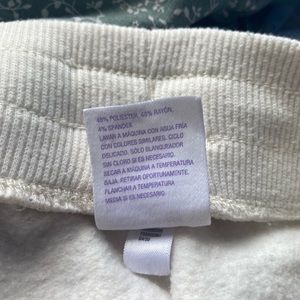 48% POLIESTER, 48% RAYÓN,
4% SPANDEX
LAVAR A MÁQUINA CON AGUA FRÍA
CON COLORES SIMILARES. CICLO
DELICADO. SÓLO BLANQUEADOR
SIN CLORO SI ES NECESARIO.
SECAR A MÁQUINA A TEMPERATURA
BAJA. RETIRAR OPORTUNAMENTE.
PLANCHAR A TEMPERATURA
MEDIA SI ES NECESARIO.